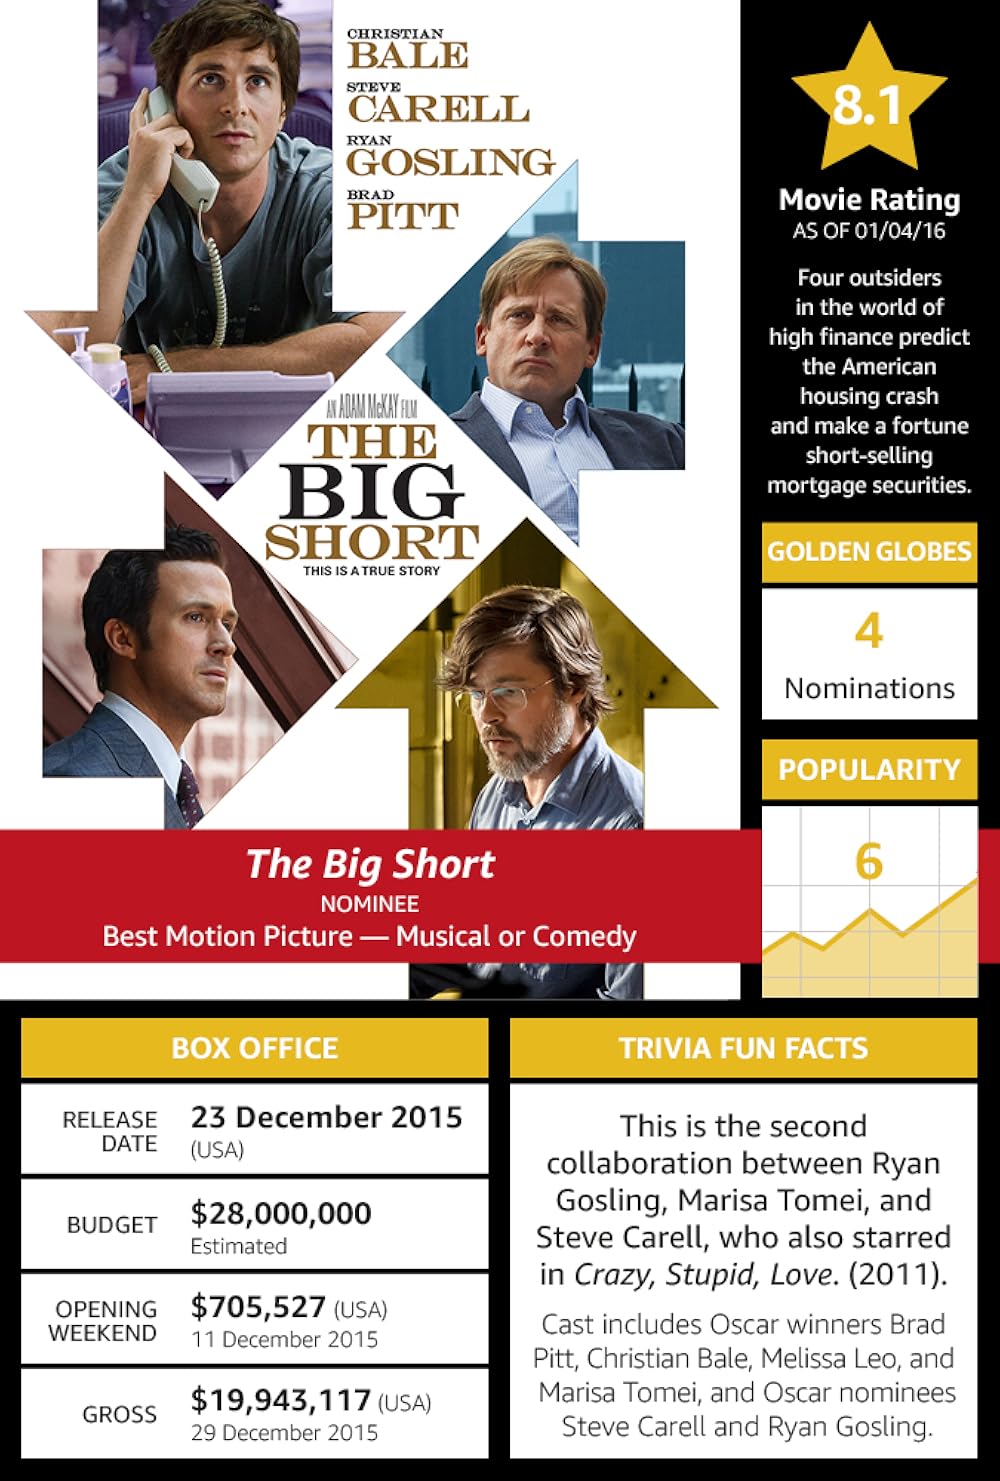 CHRISTIAN
BALE
STEVE
CARELL
RYAN
GOSLING
BRAD
PITT
AN ADAM McKAY FILM
THE
BIG
SHORT
THIS IS A TRUE STORY
The Big Short
NOMINEE
Best Motion Picture — Musical or Comedy
8.1
Movie Rating
AS OF 01/04/16
Four outsiders
in the world of
high finance predict
the American
housing crash
and make a fortune
short-selling
mortgage securities.
GOLDEN GLOBES
4
Nominations
POPULARITY
6
BOX OFFICE
RELEASE
DATE
23 December 2015
(USA)
BUDGET
$28,000,000
Estimated
OPENING
WEEKEND
$705,527 (USA)
11 December 2015
GROSS
$19,943,117 (USA)
29 December 2015
TRIVIA FUN FACTS
This is the second
collaboration between Ryan
Gosling, Marisa Tomei, and
Steve Carell, who also starred
in Crazy, Stupid, Love. (2011).
Cast includes Oscar winners Brad
Pitt, Christian Bale, Melissa Leo, and
Marisa Tomei, and Oscar nominees
Steve Carell and Ryan Gosling.